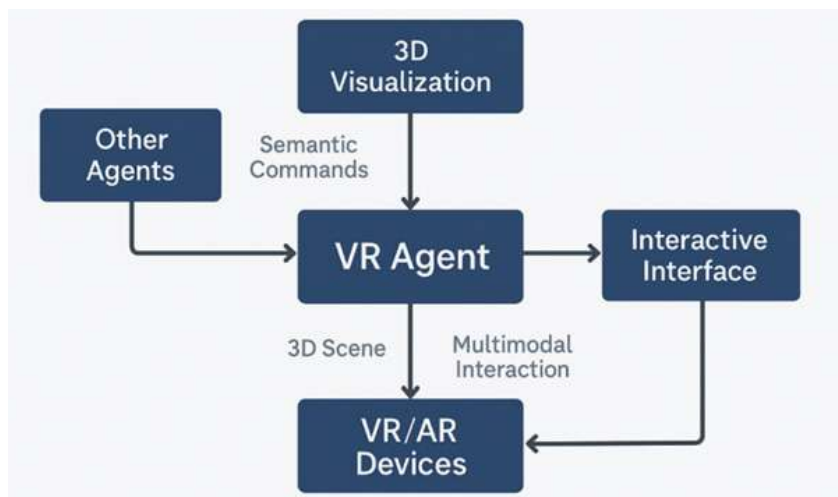 3D
Visualization
Other
Agents
Semantic
Commands
VR Agent
Interactive
Interface
3D Scene
Multimodal
Interaction
VR/AR
Devices